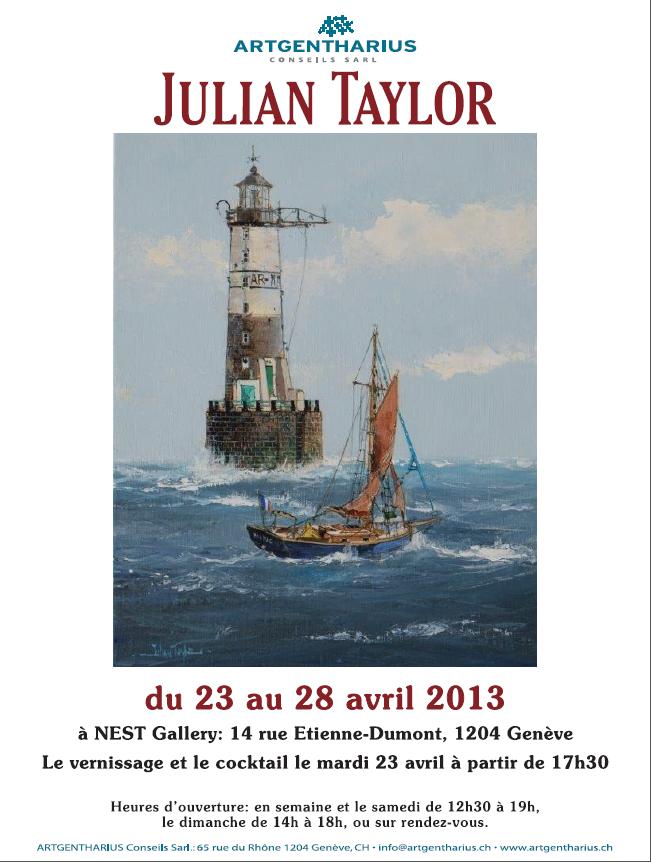 ARTGENTHARIUS
CONSEILS SARL
JULIAN TAYLOR
AR-M
Julian Taylor
du 23 au 28 avril 2013
à NEST Gallery: 14 rue Etienne-Dumont, 1204 Genève
Le vernissage et le cocktail le mardi 23 avril à partir de 17h30
Heures d'ouverture: en semaine et le samedi de 12h30 à 19h,
le dimanche de 14h à 18h, ou sur rendez-vous.
ARTGENTHARIUS Conseils Sarl.: 65 rue du Rhône 1204 Genève, CH • info@artgentharius.ch • www.artgentharius.ch